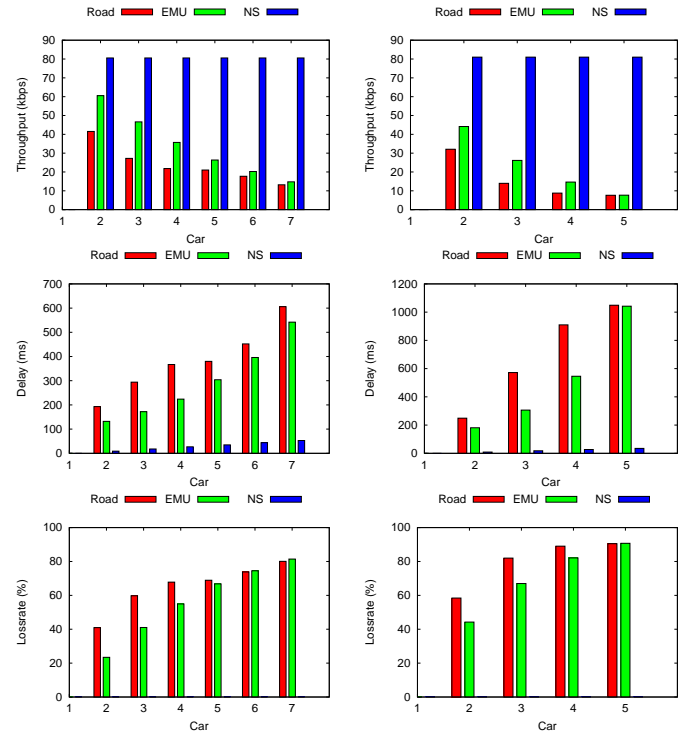 Road EMU NS
Throughput (kbps)
90
80
70
60
50
40
30
20
10
0
1 2 3 4 5 6 7
Car
Road EMU NS
Throughput (kbps)
90
80
70
60
50
40
30
20
10
0
1 2 3 4 5
Car
Road EMU NS
Delay (ms)
700
600
500
400
300
200
100
0
1 2 3 4 5 6 7
Car
Road EMU NS
Delay (ms)
1200
1000
800
600
400
200
0
1 2 3 4 5
Car
Road EMU NS
Lossrate (%)
100
80
60
40
20
0
1 2 3 4 5 6 7
Car
Road EMU NS
Lossrate (%)
100
80
60
40
20
0
1 2 3 4 5
Car